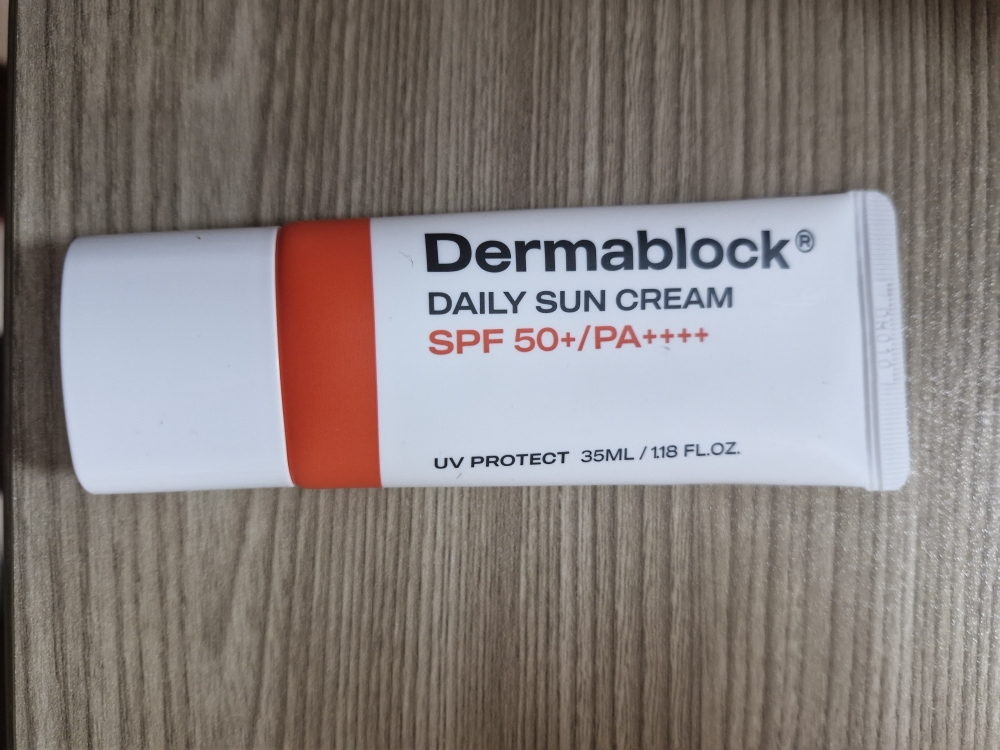 Dermablock®
DAILY SUN CREAM
SPF 50+/PA++++
UV PROTECT 35ML / 1.18 FL.OZ.